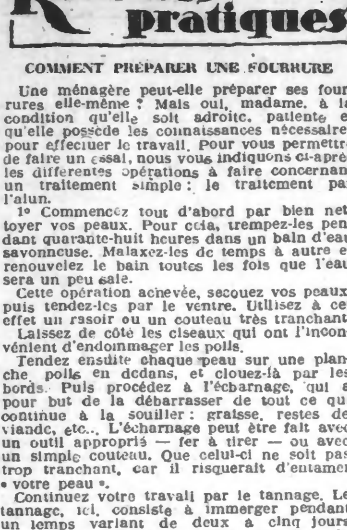 pratiques
COMMENT PRÉPARER UNE FOURRURE
Une ménagère peut-elle préparer ses four
rures elle-même ? Mais oui, madame, à la
condition qu'elle soit adroite, patiente e
qu'elle possède les connaissances nécessaire
pour effectuer le travail. Pour vous permettr
de faire un essai, nous vous indiquons ci-aprè
les différentes opérations à faire concernan
un traitement simple : le traitement pa
l'alun.
1° Commencez tout d'abord par bien net
toyer vos peaux. Pour cela, trempez-les pen
dant quarante-huit heures dans un bain d'eau
savonneuse. Malaxez-les de temps à autre e
renouvelez le bain toutes les fois que l'eau
sera un peu sale.
Cette opération achevée, secouez vos peaux
puis tendez-les par le ventre. Utilisez à ce
effet un rasoir ou un couteau très tranchant
Laissez de côté les ciseaux qui ont l'incon-
vénient d'endommager les poils.
Tendez ensuite chaque peau sur une plan
che poils en dedans, et clouez-là par les
bords. Puis procédez à l'écharnage, qui a
pour but de la débarrasser de tout ce qui
continue à la souiller : graisse, restes de
viande, etc.. L'écharnage peut être fait avec
un outil approprié — fer à tirer — ou avec
un simple couteau. Que celui-ci ne soit pas
trop tranchant, car il risquerait d'entamer
« votre peau ».
Continuez votre travail par le tannage. Le
tannage, ici, consiste à immerger pendant
un temps variant de deux à cinq jours